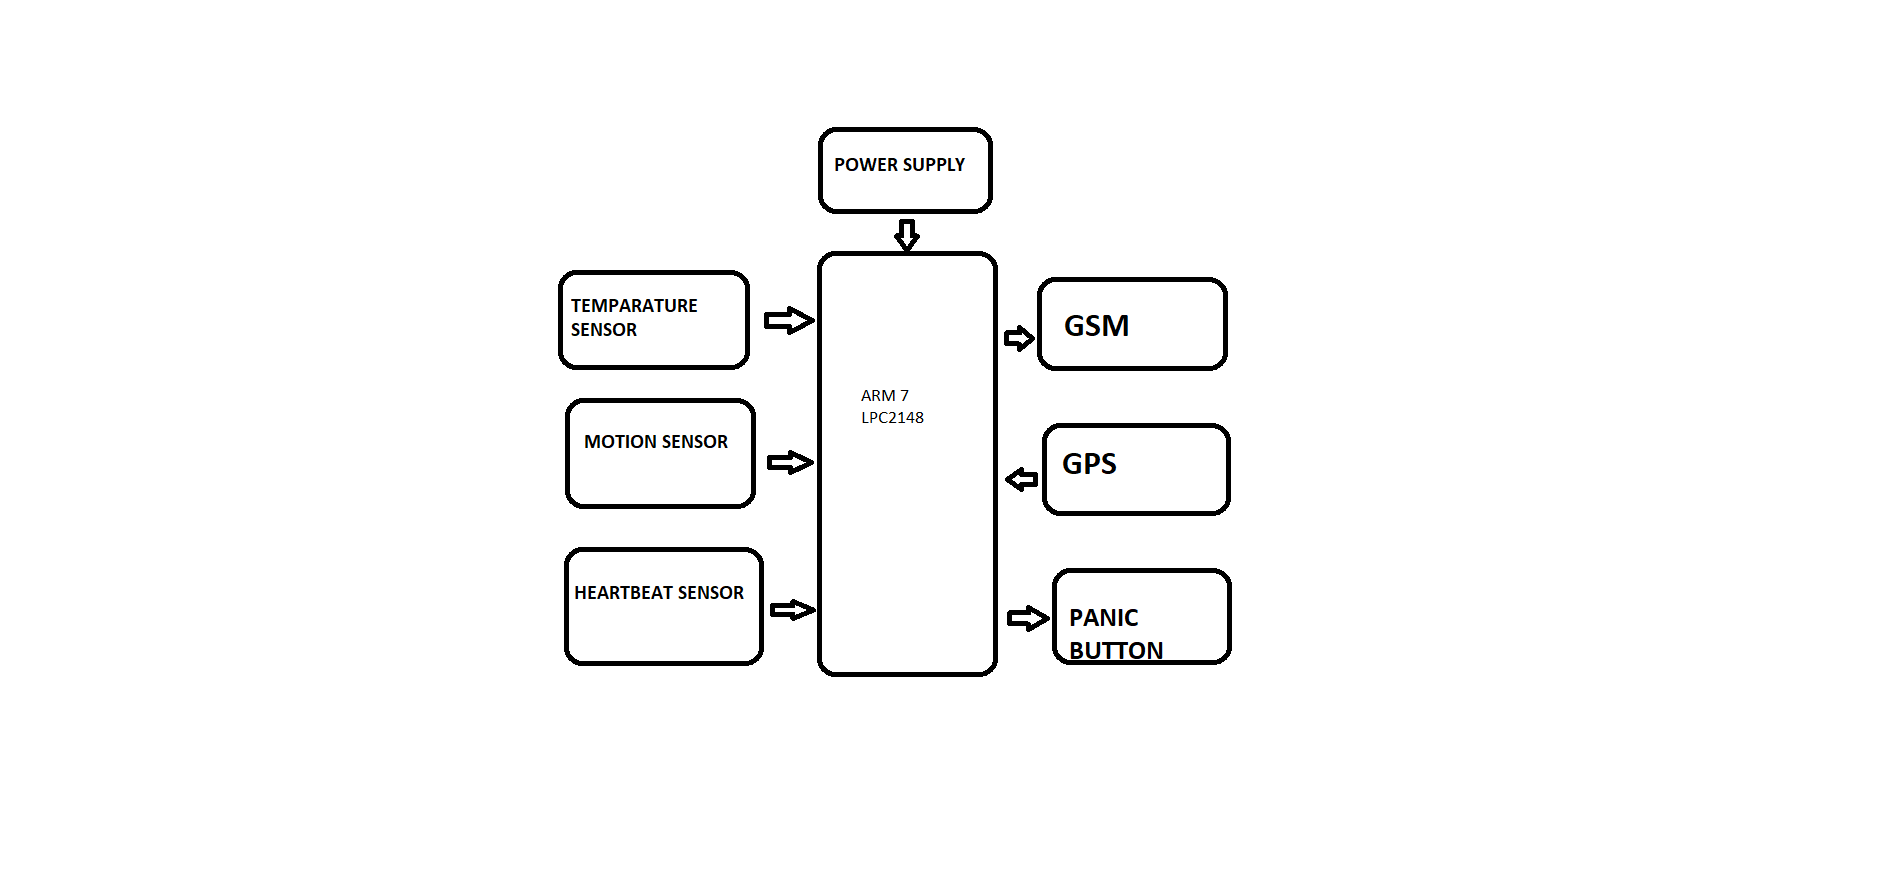 POWER SUPPLY
TEMPARATURE
SENSOR
GSM
ARM 7
LPC2148
MOTION SENSOR
GPS
HEARTBEAT SENSOR
PANIC
BUTTON